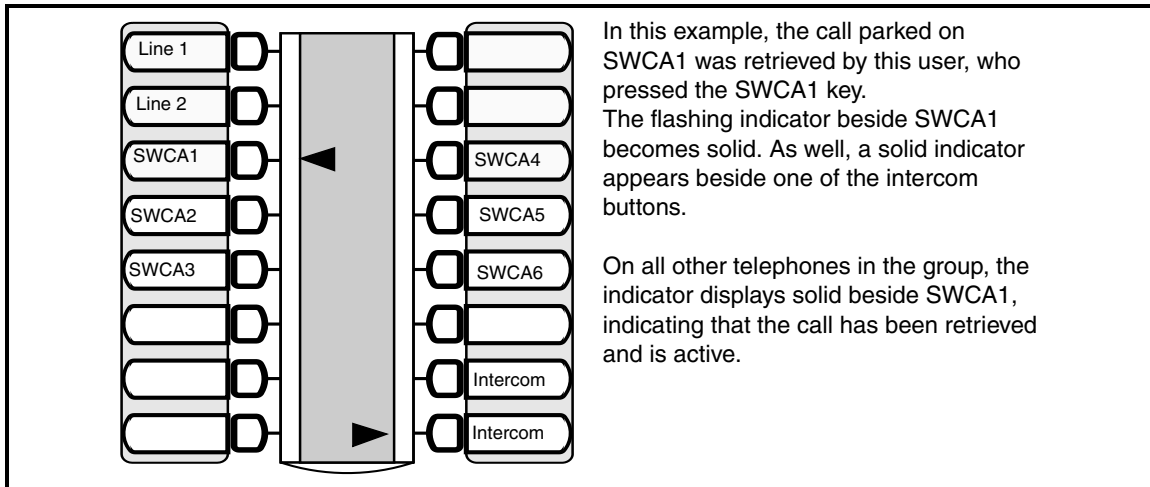 Line 1
Line 2
SWCA1
SWCA2
SWCA3
SWCA4
SWCA5
SWCA6
Intercom
Intercom
In this example, the call parked on
SWCA1 was retrieved by this user, who
pressed the SWCA1 key.
The flashing indicator beside SWCA1
becomes solid. As well, a solid indicator
appears beside one of the intercom
buttons.
On all other telephones in the group, the
indicator displays solid beside SWCA1,
indicating that the call has been retrieved
and is active.